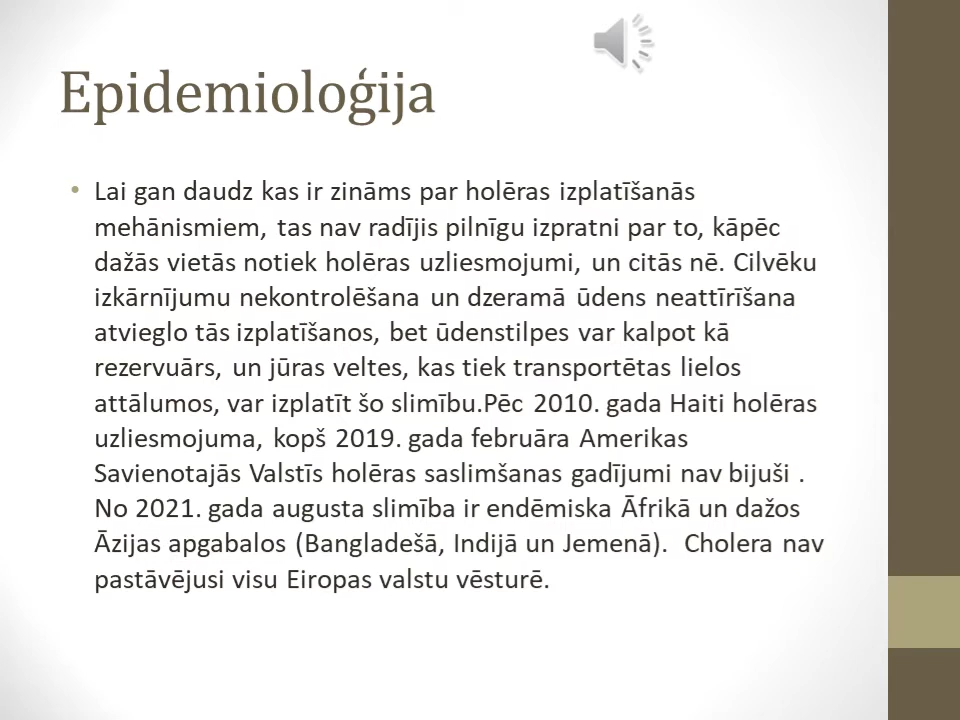 Epidemioloģija
• Lai gan daudz kas ir zināms par holēras izplatīšanās
mehānismiem, tas nav radījis pilnīgu izpratni par to, kāpēc
dažās vietās notiek holēras uzliesmojumi, un citās nē. Cilvēku
izkārnījumu nekontrolēšana un dzeramā ūdens neattīrīšana
atvieglo tās izplatīšanos, bet ūdenstilpes var kalpot kā
rezervuārs, un jūras veltes, kas tiek transportētas lielos
attālumos, var izplatīt šo slimību.Pēc 2010. gada Haiti holēras
uzliesmojuma, kopš 2019. gada februāra Amerikas
Savienotajās Valstīs holēras saslimšanas gadījumi nav bijuši .
No 2021. gada augusta slimība ir endēmiska Āfrikā un dažos
Āzijas apgabalos (Bangladešā, Indijā un Jemenā).  Cholera nav
pastāvējusi visu Eiropas valstu vēsturē.